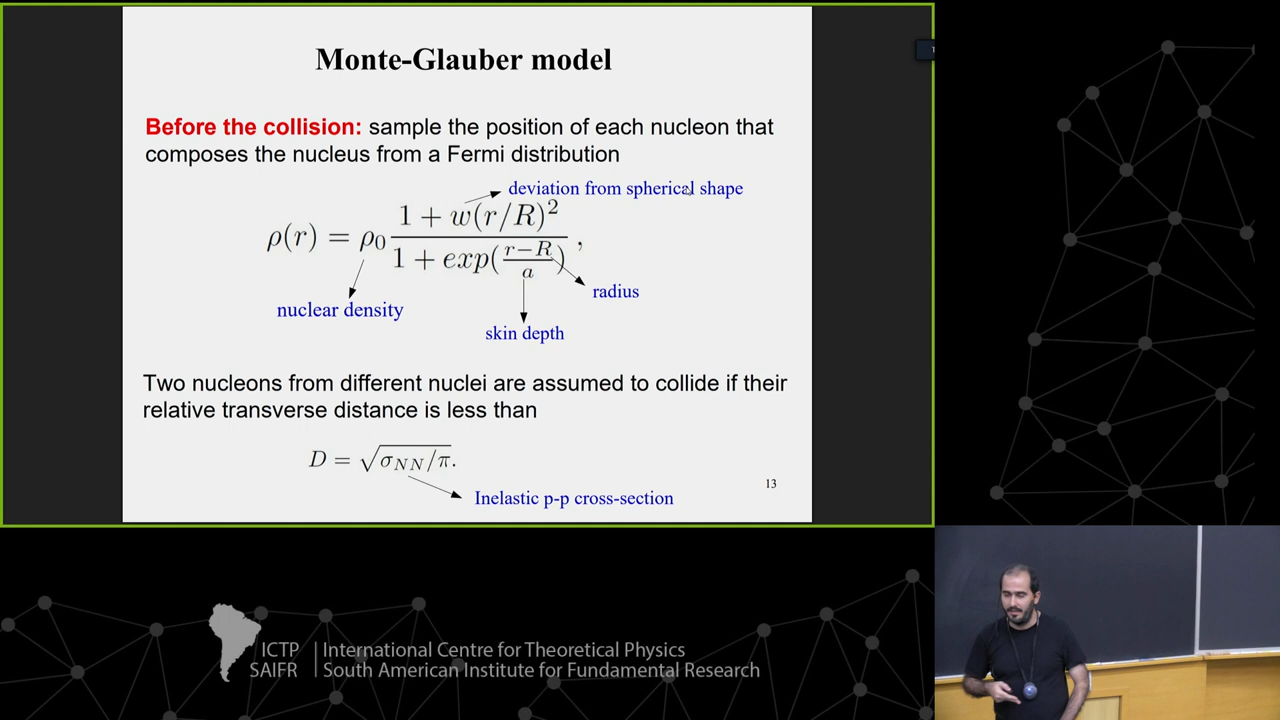 Monte-Glauber model
Before the collision: sample the position of each nucleon that
composes the nucleus from a Fermi distribution
deviation from spherical shape
ρ(r) = ρ0 (1 + w(r/R)^2) / (1 + exp((r−R)/a)) ,
radius
nuclear density
skin depth
Two nucleons from different nuclei are assumed to collide if their
relative transverse distance is less than
D = √(σNN/π).
Inelastic p-p cross-section
13
ICTP | International Centre for Theoretical Physics
SAIFR | South American Institute for Fundamental Research